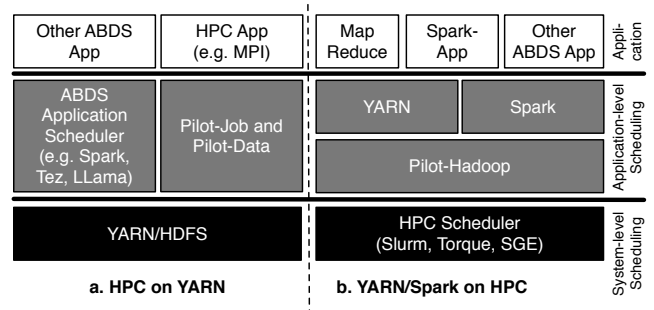 Other ABDS
App
HPC App
(e.g. MPI)
Map
Reduce
Spark-
App
Other
ABDS App
Appli-
cation
ABDS
Application
Scheduler
(e.g. Spark,
Tez, LLama)
Pilot-Job and
Pilot-Data
YARN
Spark
Pilot-Hadoop
Application-level
Scheduling
YARN/HDFS
HPC Scheduler
(Slurm, Torque, SGE)
System-level
Scheduling
a. HPC on YARN
b. YARN/Spark on HPC